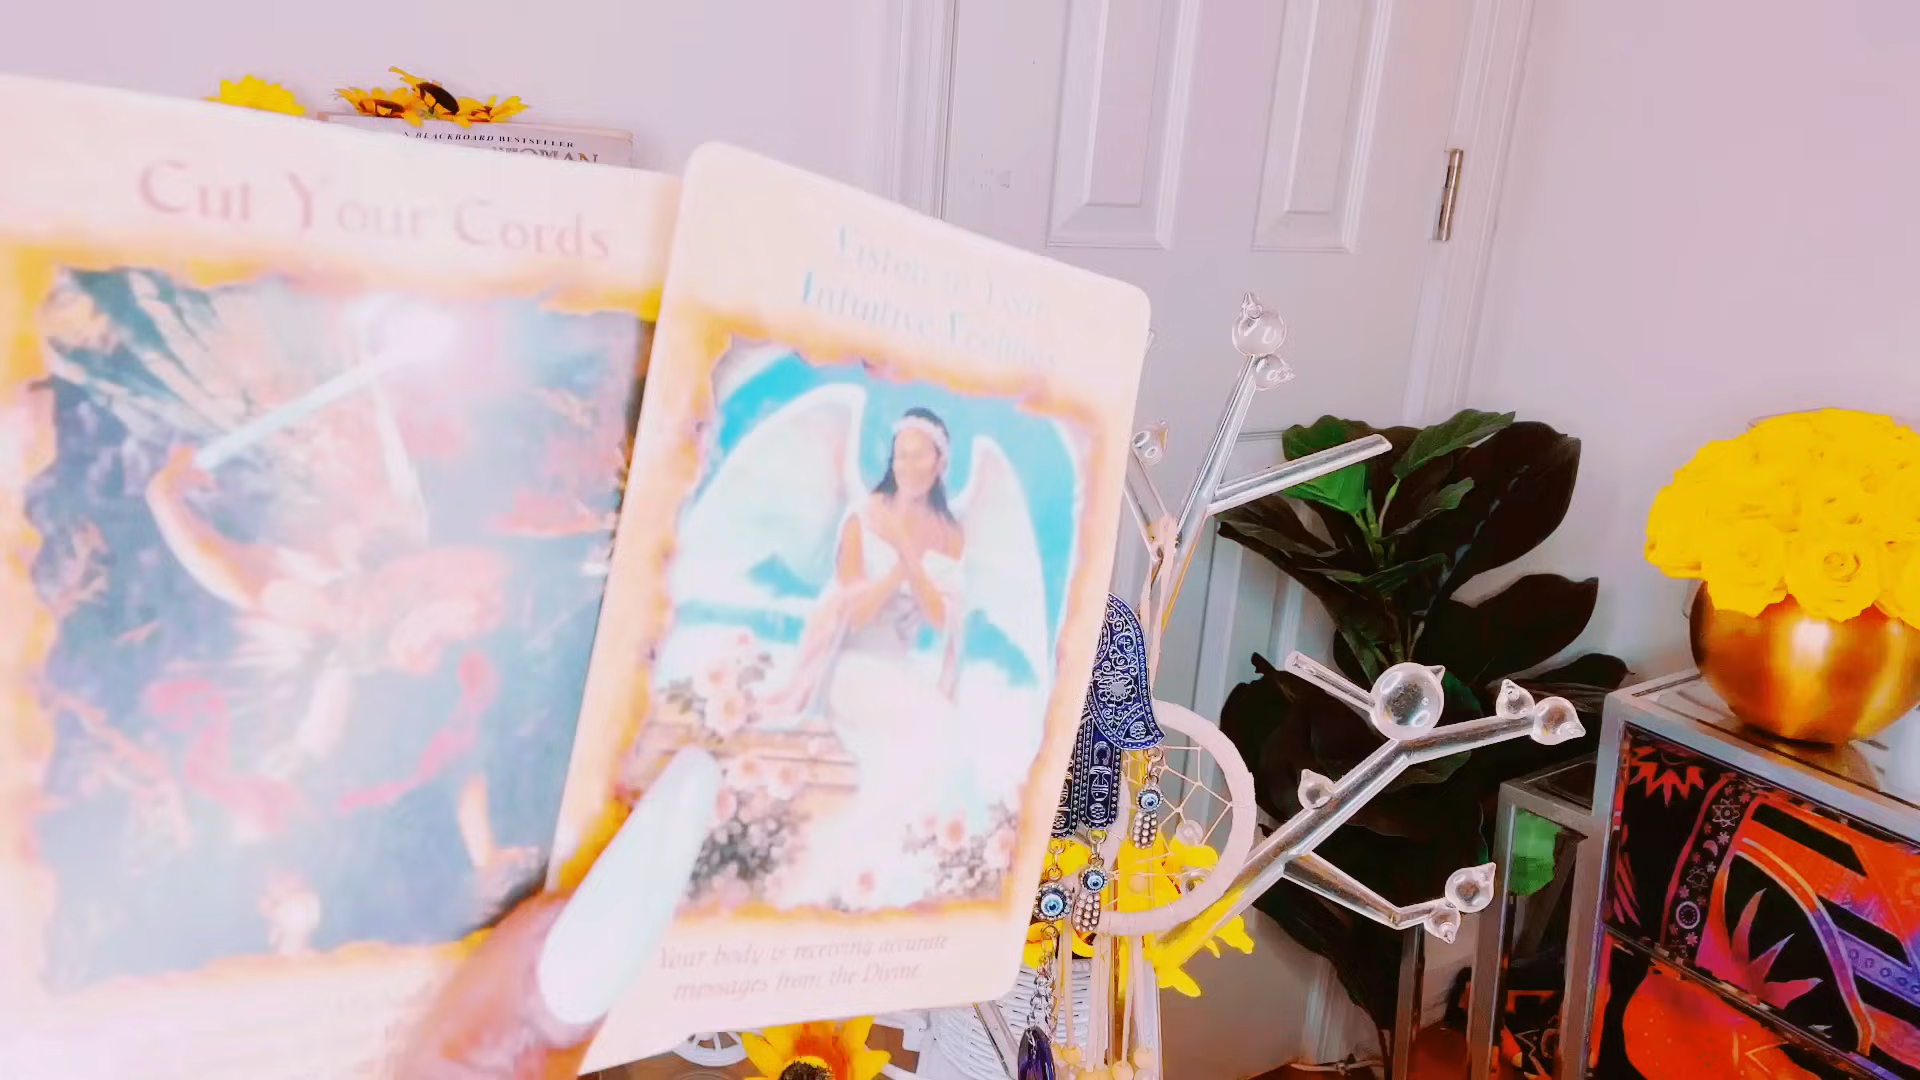 A BLACKBOARD BESTSELLER
WOMAN
Cut Your Cords
Listen to Your
Intuitive Feelings
Your body is receiving accurate
messages from the Divine